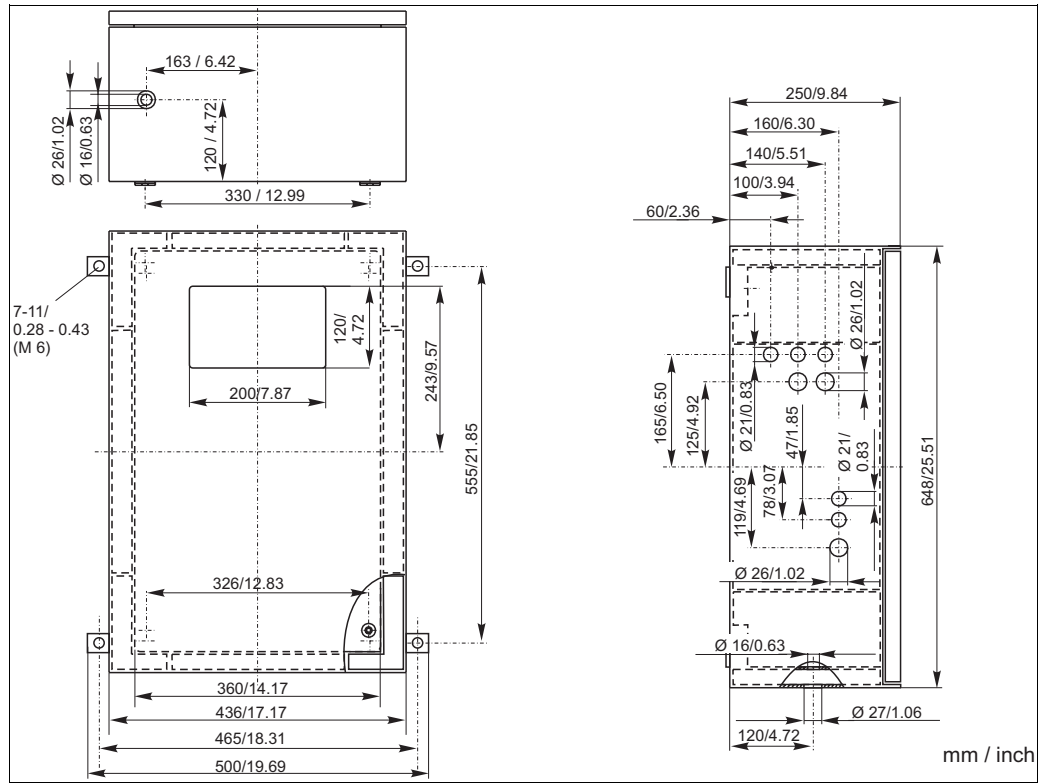 163 / 6.42
Ø 26/1.02
Ø 16/0.63
120 / 4.72
330 / 12.99
7-11/
0.28 - 0.43
(M 6)
120/
4.72
200/7.87
243/9.57
555/21.85
326/12.83
360/14.17
436/17.17
465/18.31
500/19.69
250/9.84
160/6.30
140/5.51
100/3.94
60/2.36
Ø 26/1.02
165/6.50
125/4.92
Ø 21/0.83
47/1.85
Ø 21/
0.83
119/4.69
78/3.07
648/25.51
Ø 26/1.02
Ø 16/0.63
Ø 27/1.06
120/4.72
mm / inch